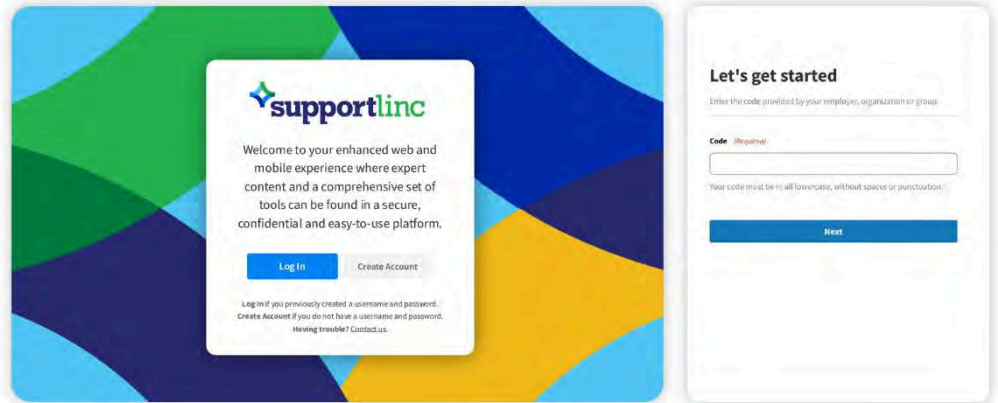 supportlinc
Welcome to your enhanced web and
mobile experience where expert
content and a comprehensive set of
tools can be found in a secure,
confidential and easy-to-use platform.
Log In
Create Account
Log in if you previously created a username and password.
Create Account if you do not have a username and password.
Having trouble? Contact us.
Let's get started
Enter the code provided by your employer, organization or group.
Code (Required)
Your code must be in all lowercase, without spaces or punctuation.
Next